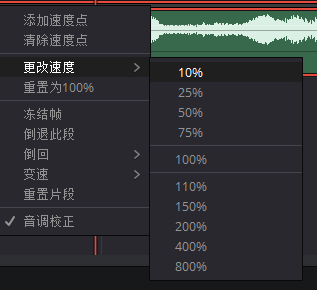 添加速度点
清除速度点
更改速度
重置为100%
冻结帧
倒退此段
倒回
变速
重置片段
音调校正
10%
25%
50%
75%
100%
110%
150%
200%
400%
800%